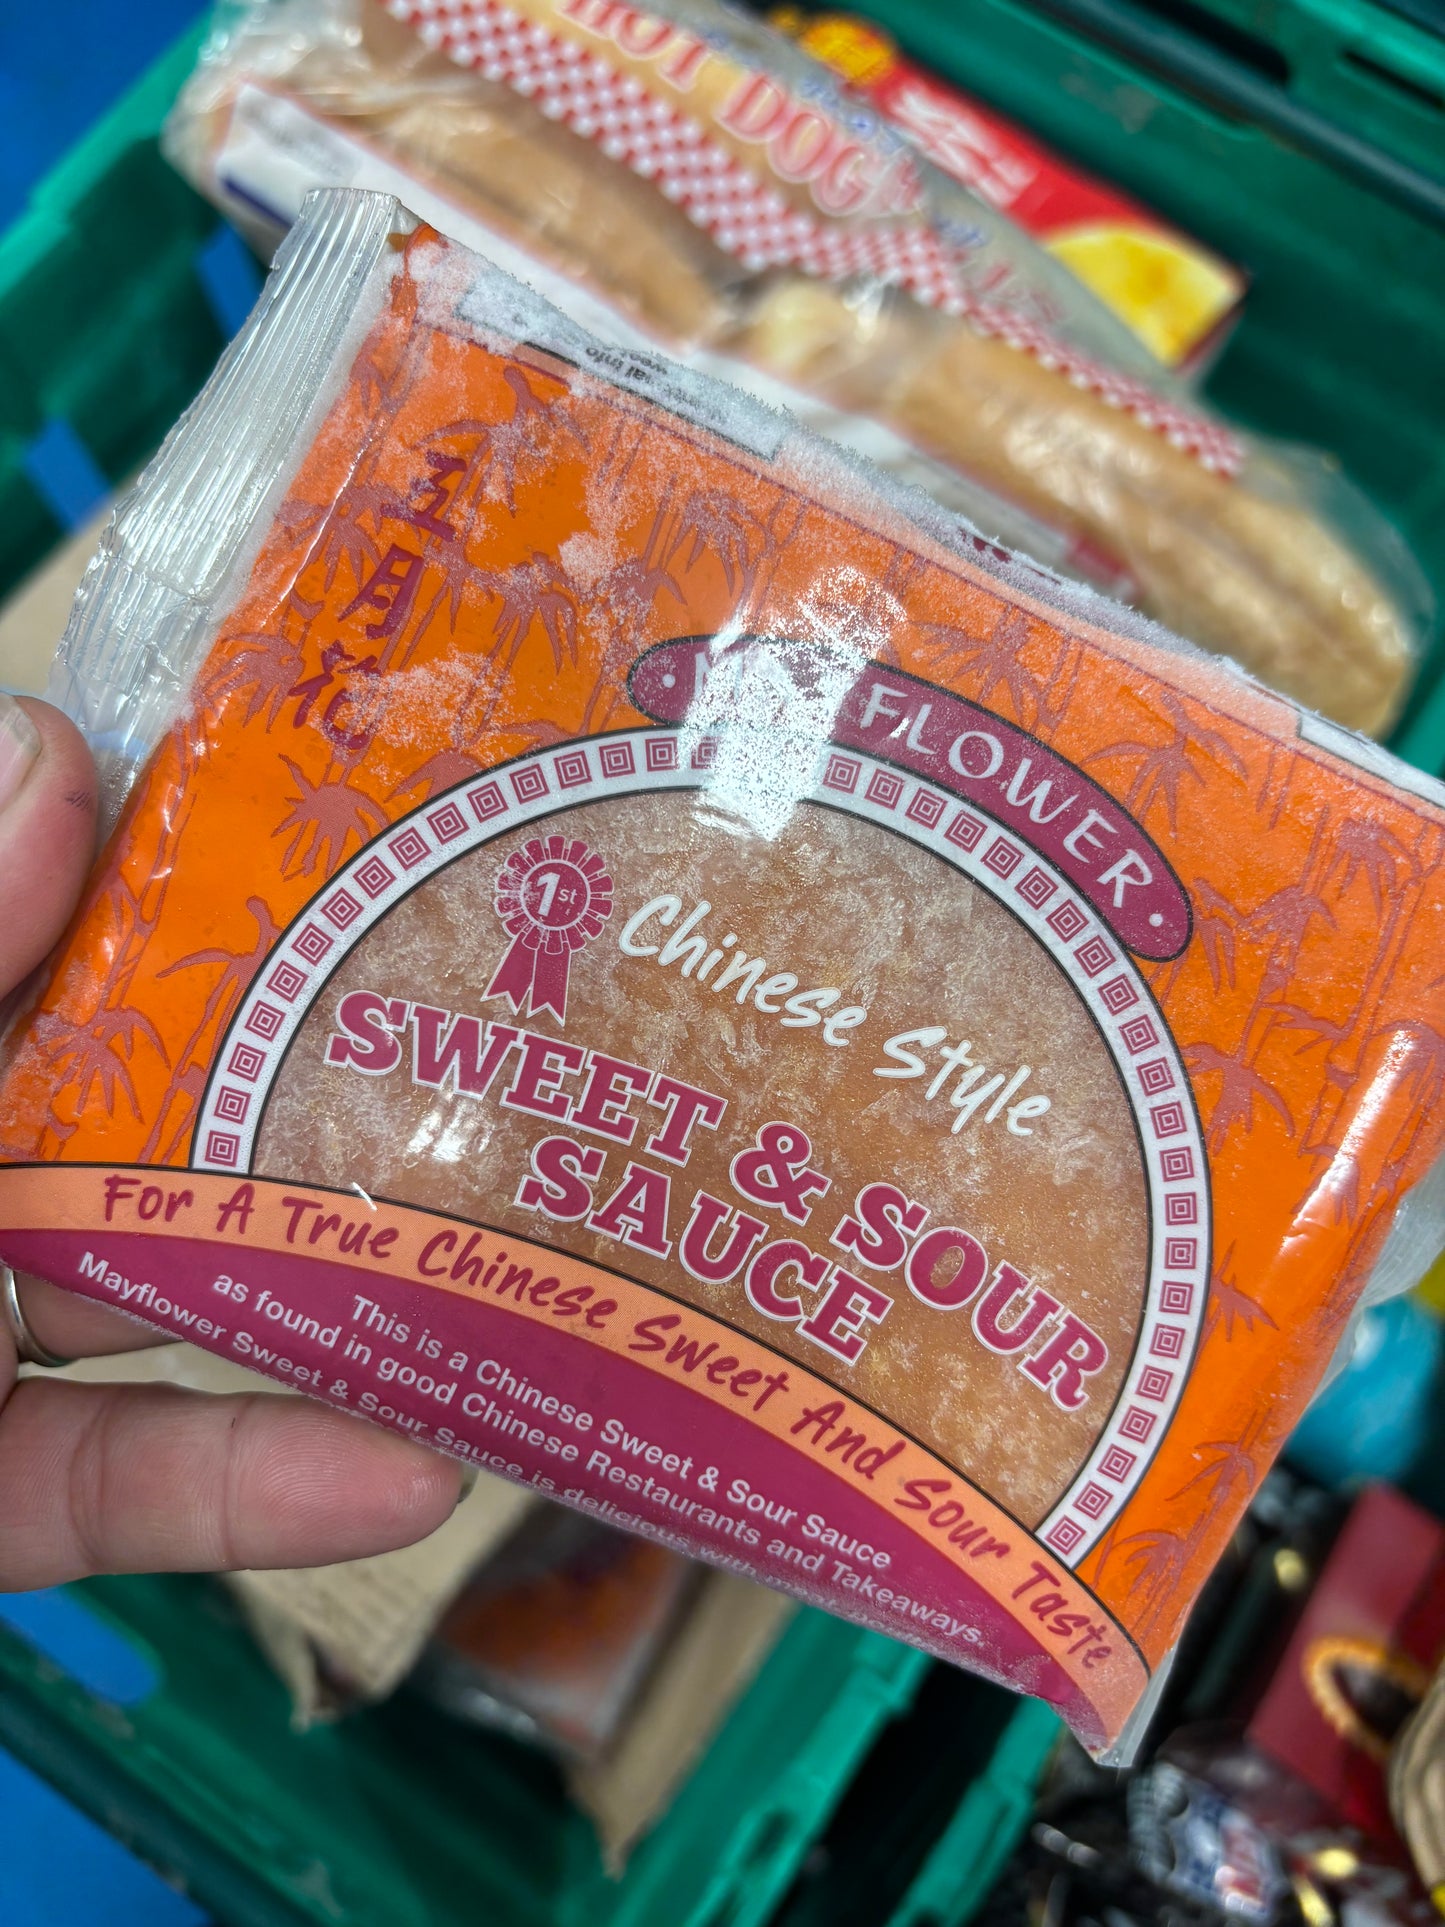 HOT DOG
五
月
花
MAYFLOWER
1st
Chinese Style
SWEET & SOUR
SAUCE
For A True Chinese Sweet And Sour Taste
This is a Chinese Sweet & Sour Sauce
as found in good Chinese Restaurants and Takeaways.
Mayflower Sweet & Sour Sauce is delicious with